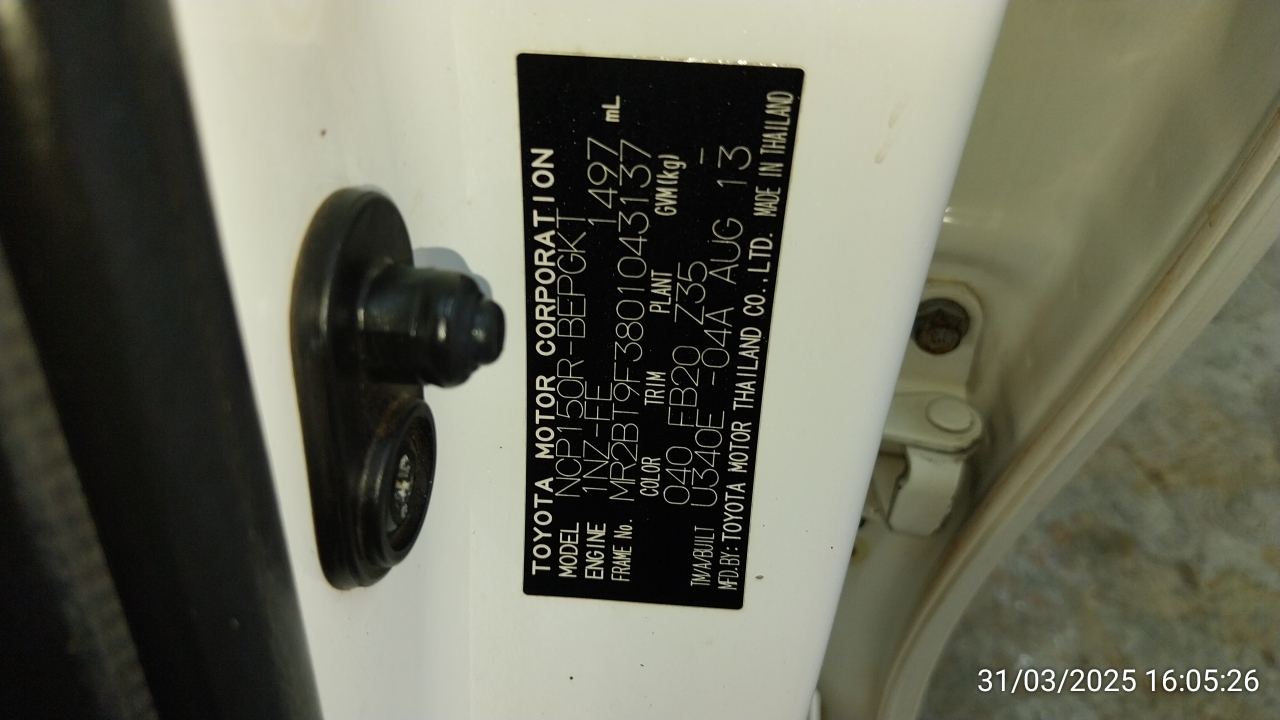 TOYOTA MOTOR CORPORATION
MODEL NCP150R-BEPGKT
ENGINE 1NZ-FE 1497 mL
FRAME No. MR2BT9F3801043137
COLOR TRIM PLANT GVM(kg)
040 FB20 Z35 –
TM/A/BUILT U340E -04A AUG 13
MFD.BY: TOYOTA MOTOR THAILAND CO.,LTD. MADE IN THAILAND
31/03/2025 16:05:26